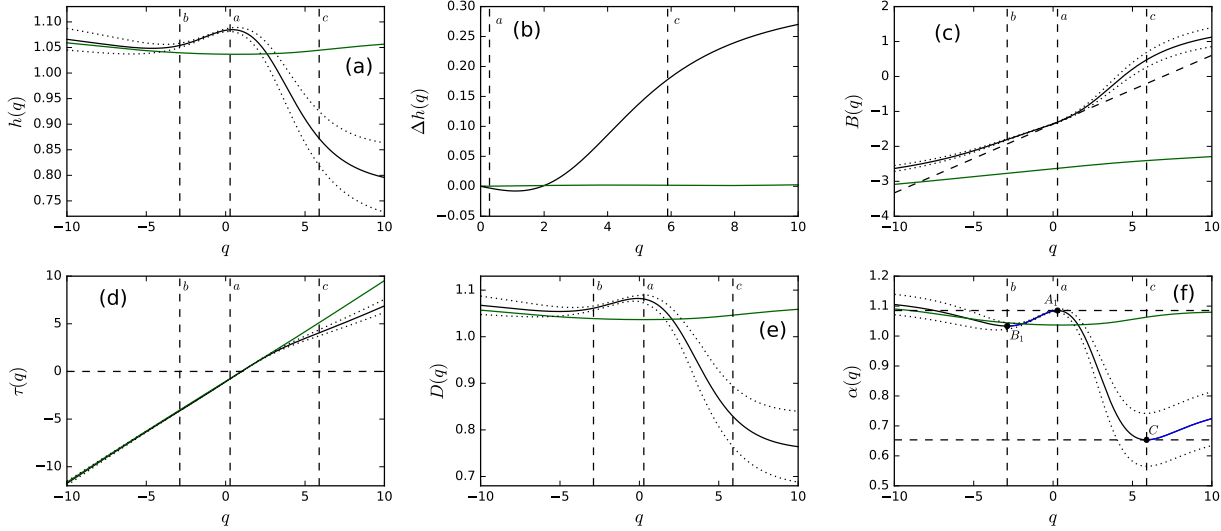 1.10
1.05
1.00
0.95
0.90
0.85
0.80
0.75
h(q)
b
a
c
(a)
−10
−5
0
5
10
q
0.30
0.25
0.20
0.15
0.10
0.05
0.00
−0.05
Δh(q)
a
c
(b)
0
2
4
6
8
10
q
2
1
0
−1
−2
−3
−4
B(q)
b
a
c
(c)
−10
−5
0
5
10
q
10
5
0
−5
−10
τ(q)
b
a
c
(d)
−10
−5
0
5
10
q
1.1
1.0
0.9
0.8
0.7
D(q)
b
a
c
(e)
−10
−5
0
5
10
q
1.2
1.1
1.0
0.9
0.8
0.7
0.6
0.5
α(q)
b
a
c
(f)
A₁
B₁
C
−10
−5
0
5
10
q